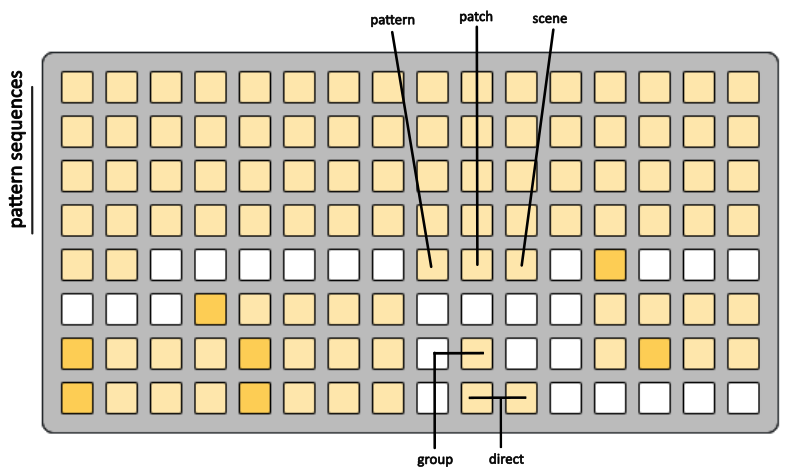 pattern
patch
scene
pattern sequences
group
direct